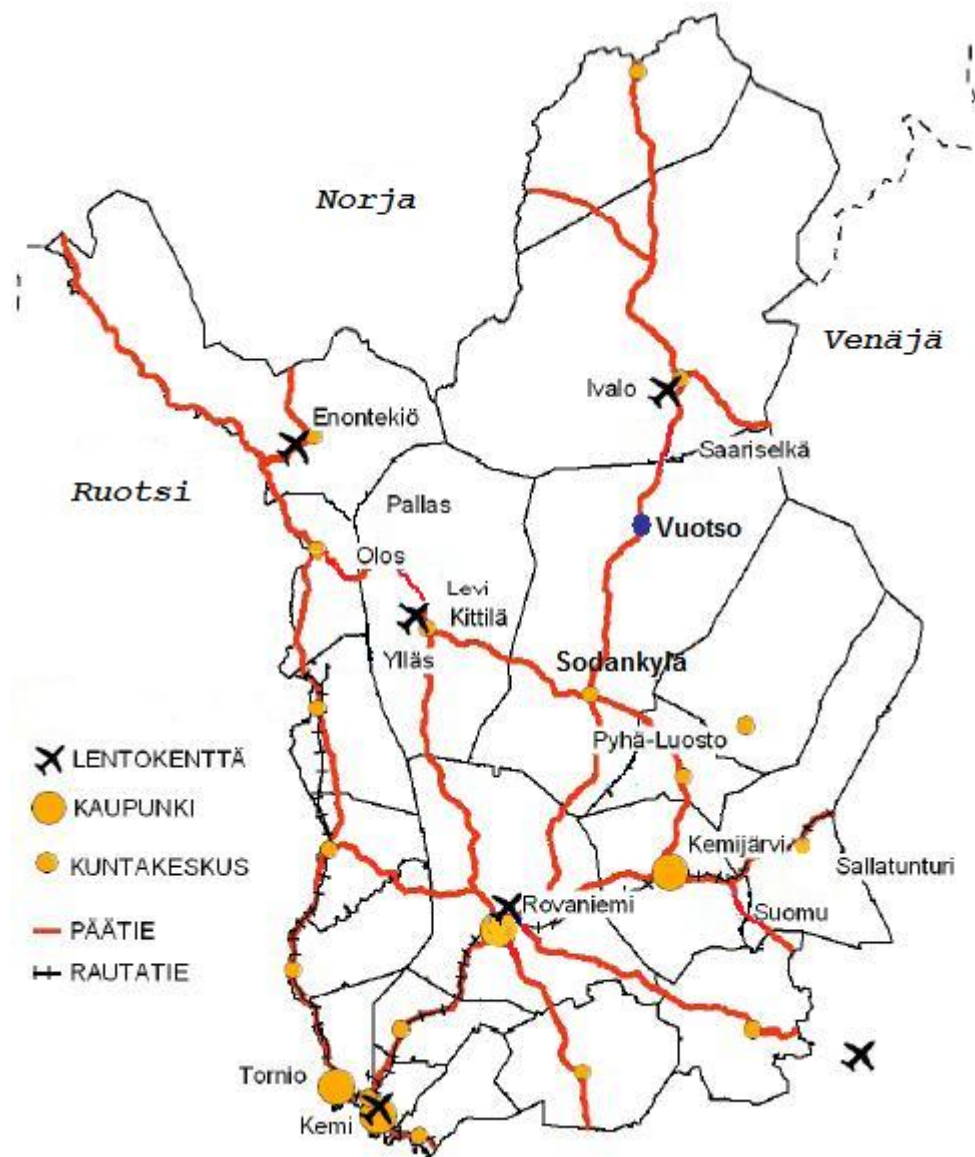 Norja
Venäjä
Ivalo
Enontekiö
Saariselkä
Ruotsi
Pallas
Vuotso
Olos
Levi
Kittilä
Ylläs
Sodankylä
Pyhä-Luosto
LENTOKENTTÄ
KAUPUNKI
KUNTAKESKUS
PÄÄTIE
RAUTATIE
Kemijärvi
Sallatunturi
Rovaniemi
Suomu
Tornio
Kemi